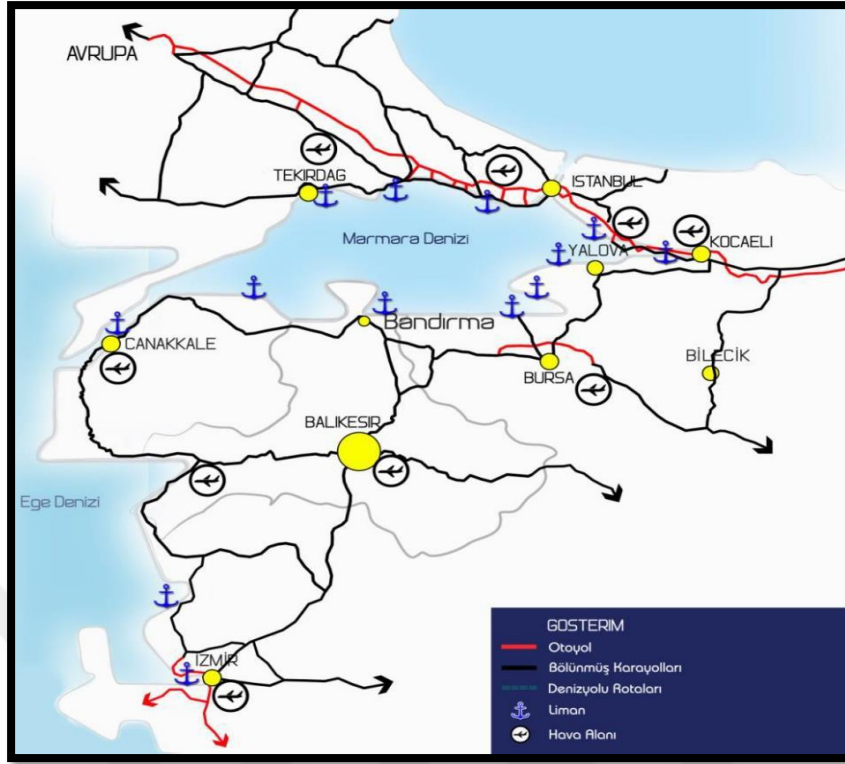 AVRUPA
TEKIRDAG
ISTANBUL
Marmara Denizi
YALOVA
KOCAELI
Bandırma
CANAKKALE
BURSA
BİLECİK
BALIKESIR
Ege Denizi
İZMİR
GOSTERIM
Otoyol
Bölünmüş Karayolları
Denizyolu Rotaları
Liman
Hava Alanı